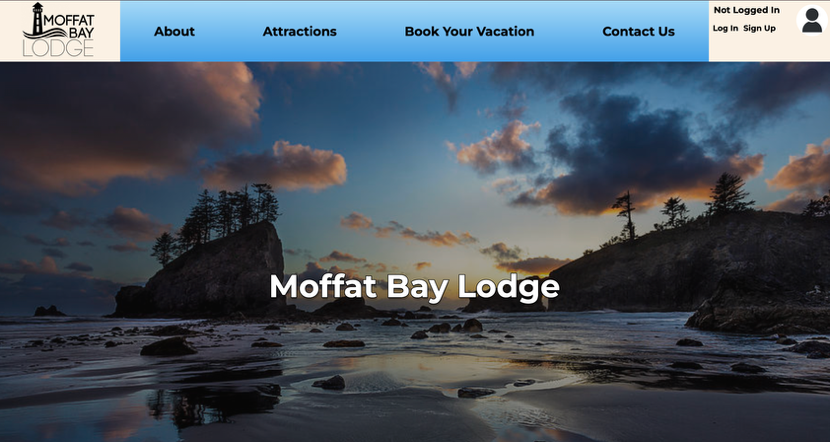 MOFFAT
BAY
LODGE
About
Attractions
Book Your Vacation
Contact Us
Not Logged In
Log In Sign Up
Moffat Bay Lodge